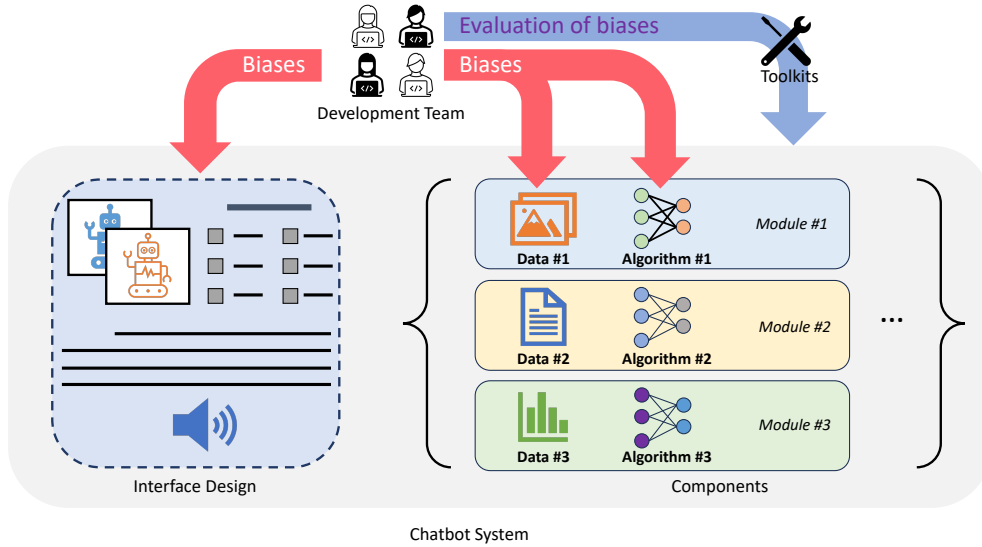 Evaluation of biases
Biases
Biases
Toolkits
Development Team
Data #1
Algorithm #1
Module #1
Data #2
Algorithm #2
Module #2
...
Data #3
Algorithm #3
Module #3
Interface Design
Components
Chatbot System